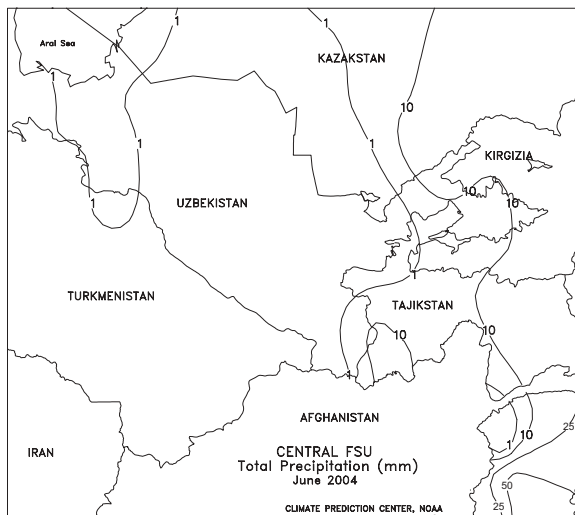 1
1
Aral Sea
KAZAKSTAN
1
10
1
1
KIRGIZIA
10
10
1
UZBEKISTAN
1
TURKMENISTAN
TAJIKSTAN
10
10
1
AFGHANISTAN
25
10
1
IRAN
CENTRAL FSU
Total Precipitation (mm)
June 2004
50
25
CLIMATE PREDICTION CENTER, NOAA